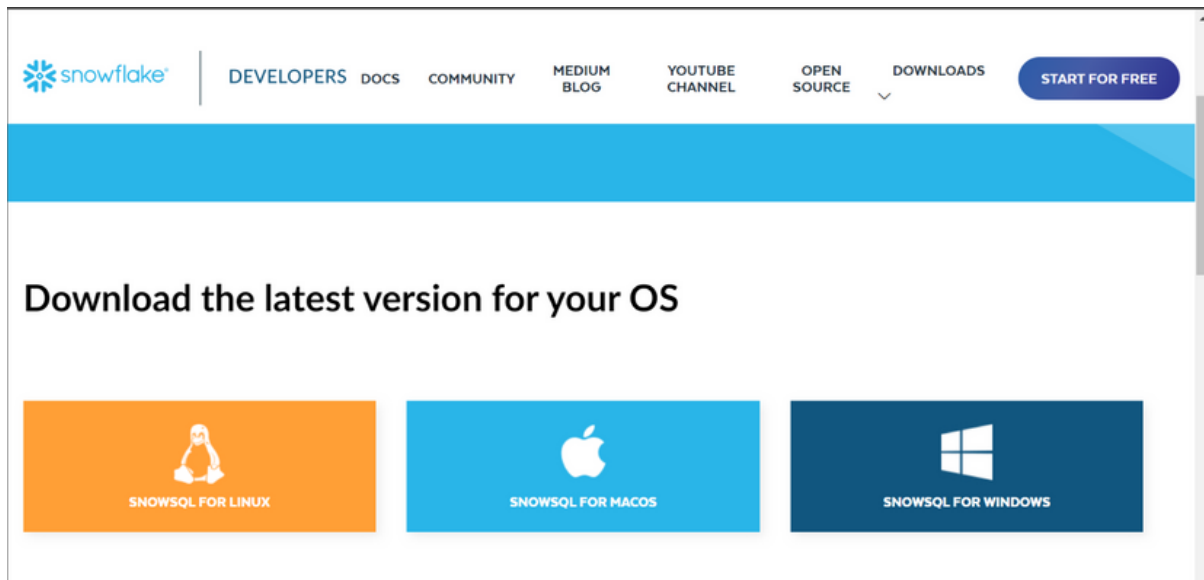 snowflake®
DEVELOPERS
DOCS
COMMUNITY
MEDIUM
BLOG
YOUTUBE
CHANNEL
OPEN
SOURCE
DOWNLOADS
START FOR FREE
Download the latest version for your OS
SNOWSQL FOR LINUX
SNOWSQL FOR MACOS
SNOWSQL FOR WINDOWS